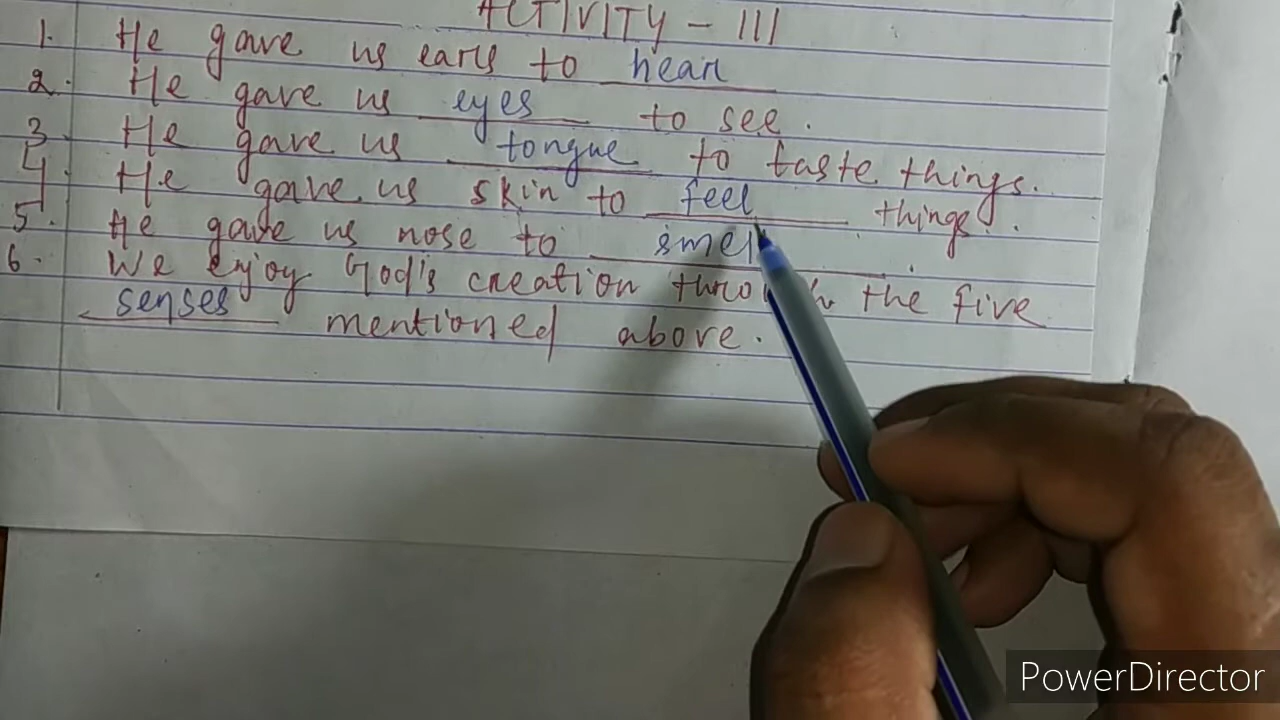 ACTIVITY - III
1. He gave us ears to hear
2. He gave us eyes to see.
3. He gave us tongue to taste things.
4. He gave us skin to feel things.
5. He gave us nose to smel .
6. We enjoy God's creation through the five
senses mentioned above.
PowerDirector